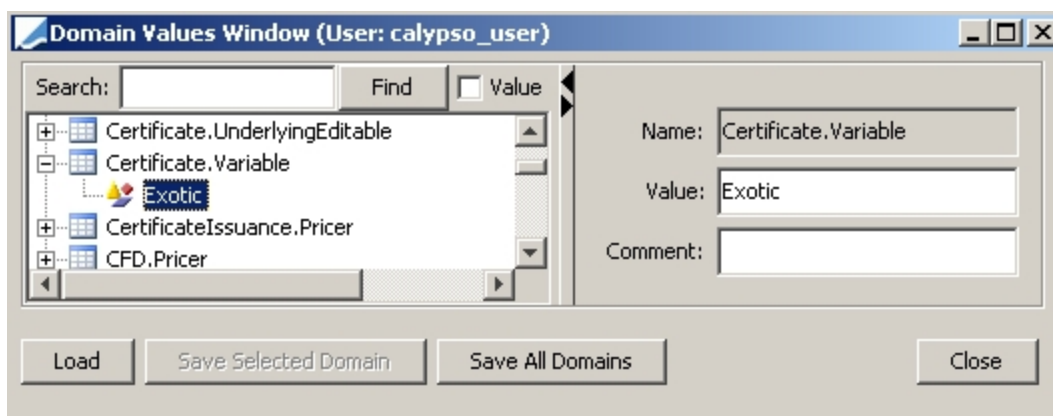 Domain Values Window (User: calypso_user)
Search: Find Value
Certificate.UnderlyingEditable
Certificate.Variable
Exotic
CertificateIssuance.Pricer
CFD.Pricer
Name: Certificate.Variable
Value: Exotic
Comment:
Load Save Selected Domain Save All Domains Close